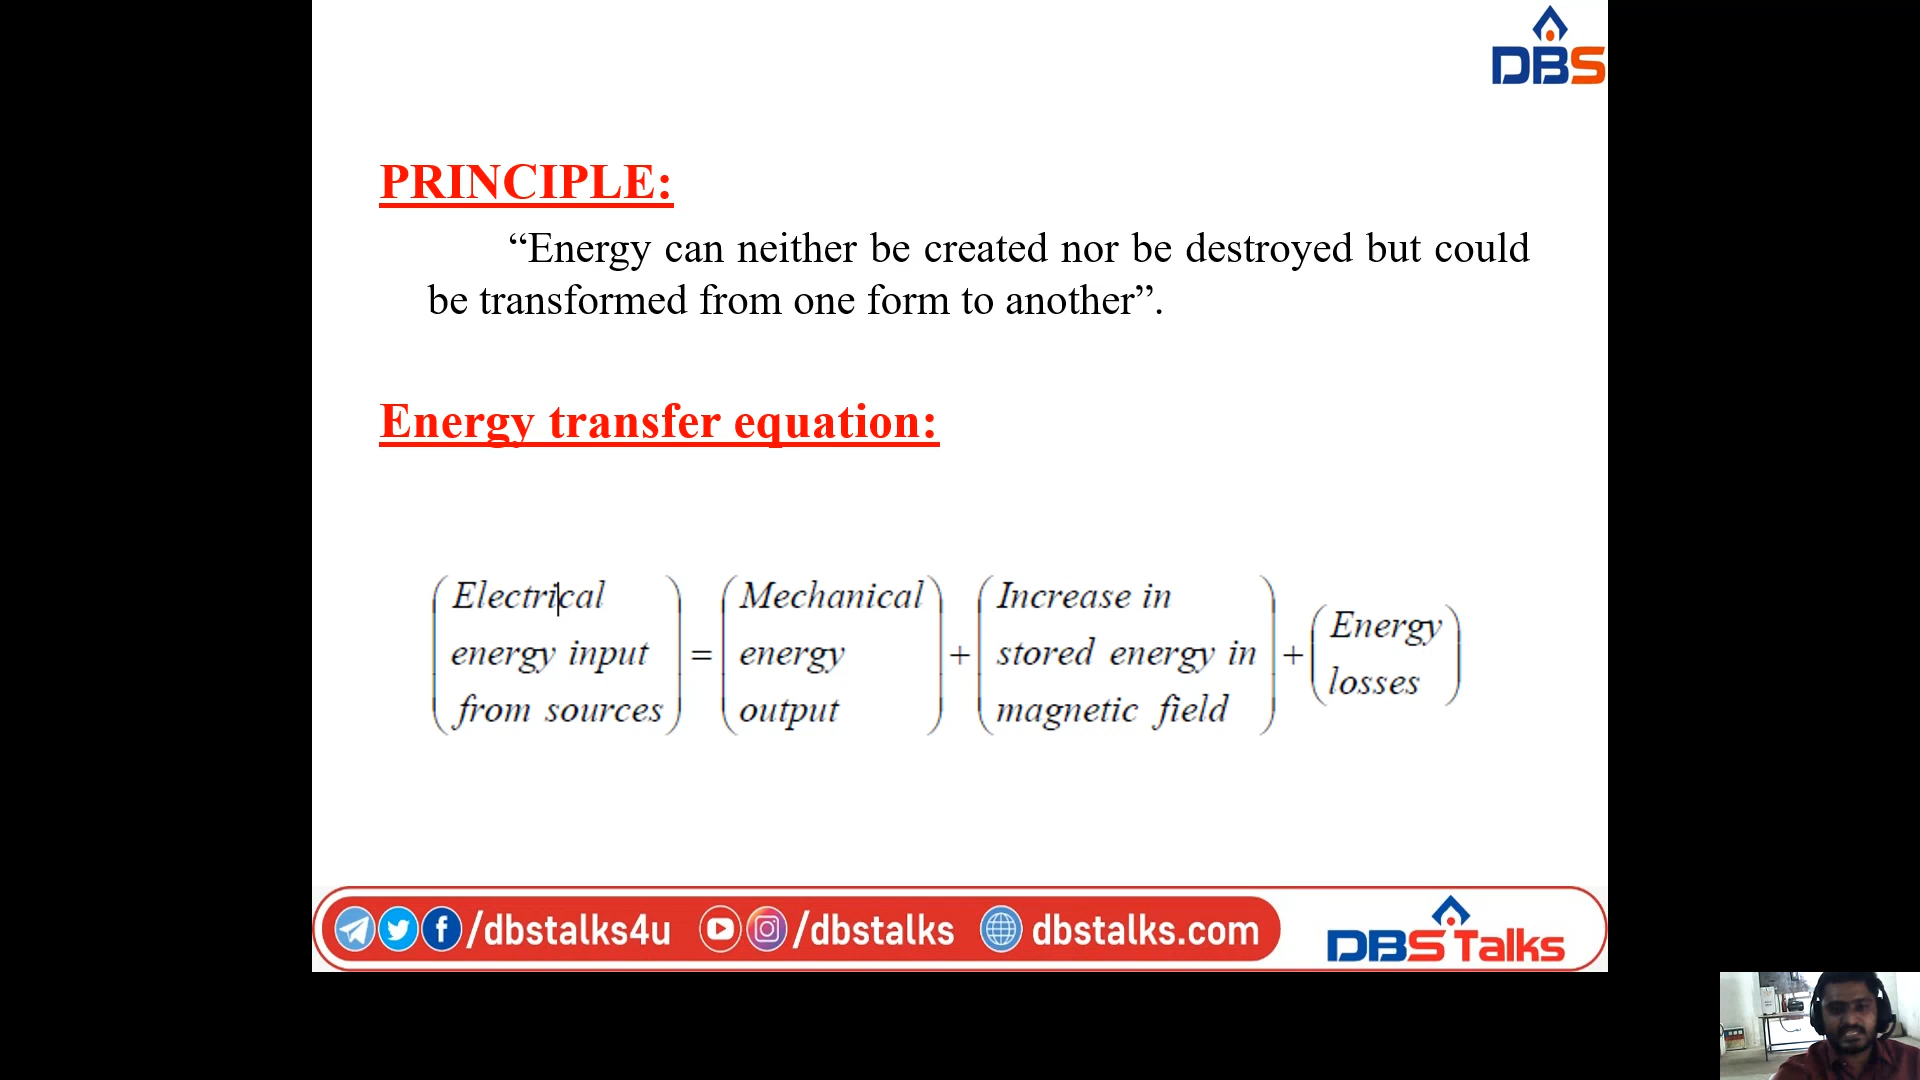 DBS
PRINCIPLE:
“Energy can neither be created nor be destroyed but could
be transformed from one form to another”.
Energy transfer equation:
(Electrical energy input from sources) = (Mechanical energy output) + (Increase in stored energy in magnetic field) + (Energy losses)
/dbstalks4u /dbstalks dbstalks.com DBS Talks